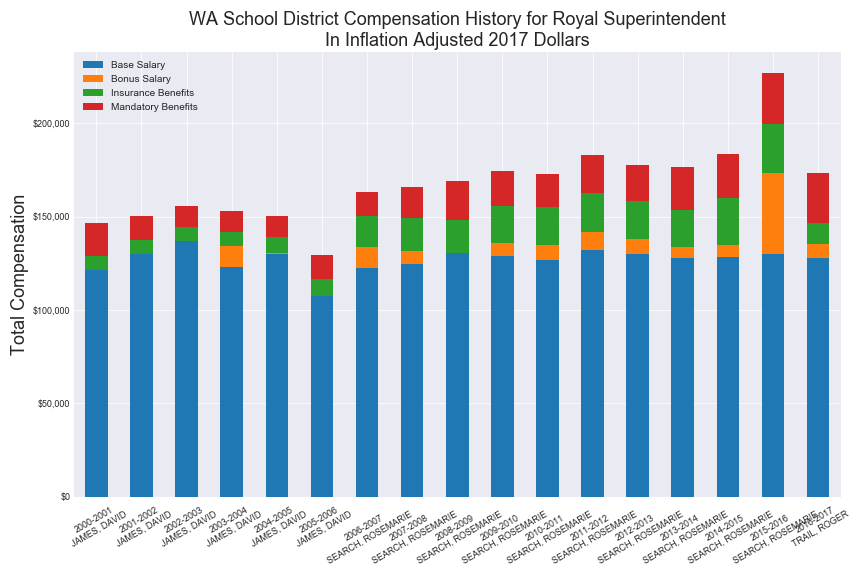 WA School District Compensation History for Royal Superintendent
In Inflation Adjusted 2017 Dollars
Base Salary
Bonus Salary
Insurance Benefits
Mandatory Benefits
Total Compensation
$200,000
$150,000
$100,000
$50,000
$0
2000-2001
JAMES, DAVID
2001-2002
JAMES, DAVID
2002-2003
JAMES, DAVID
2003-2004
JAMES, DAVID
2004-2005
JAMES, DAVID
2005-2006
JAMES, DAVID
2006-2007
SEARCH, ROSEMARIE
2007-2008
SEARCH, ROSEMARIE
2008-2009
SEARCH, ROSEMARIE
2009-2010
SEARCH, ROSEMARIE
2010-2011
SEARCH, ROSEMARIE
2011-2012
SEARCH, ROSEMARIE
2012-2013
SEARCH, ROSEMARIE
2013-2014
SEARCH, ROSEMARIE
2014-2015
SEARCH, ROSEMARIE
2015-2016
SEARCH, ROSEMARIE
2016-2017
TRAIL, ROGER